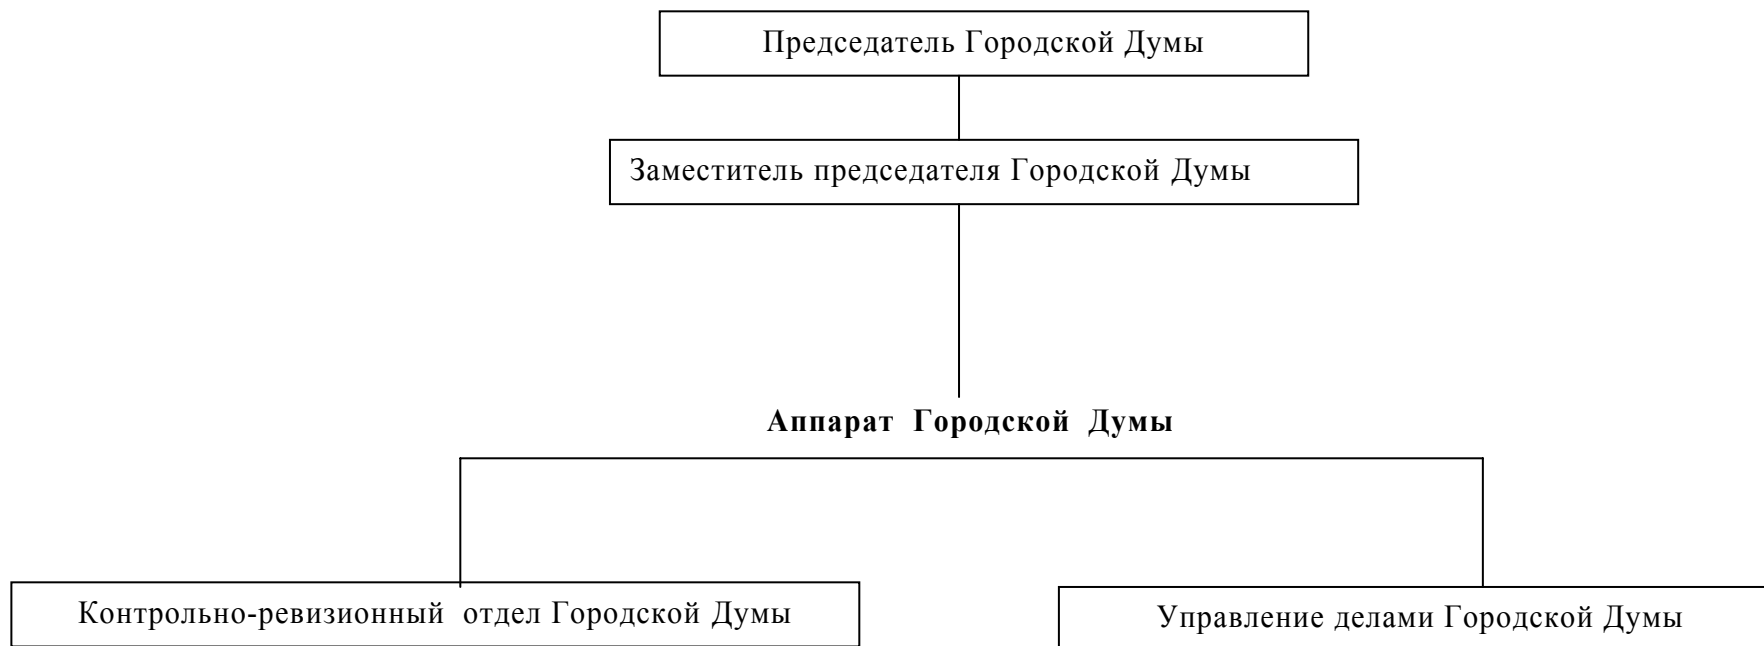 Председатель Городской Думы
Заместитель председателя Городской Думы
Аппарат Городской Думы
Контрольно-ревизионный отдел Городской Думы
Управление делами Городской Думы